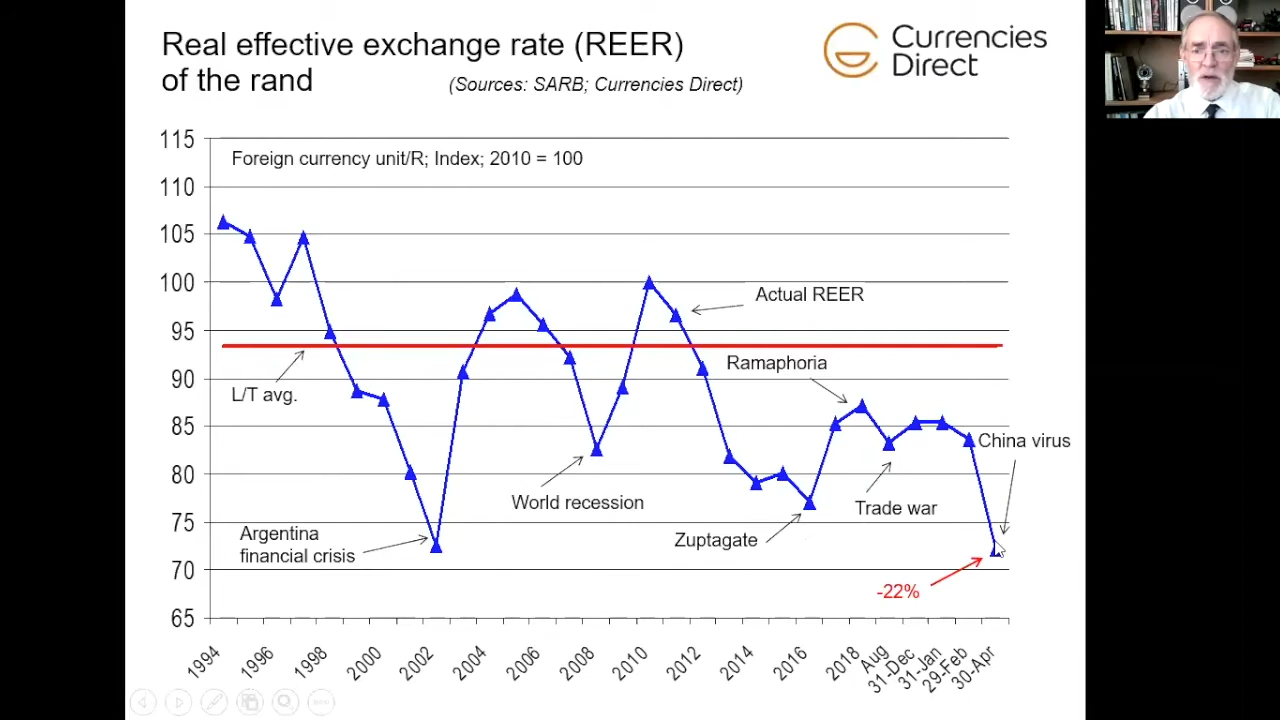 Real effective exchange rate (REER)
of the rand
(Sources: SARB; Currencies Direct)
Currencies
Direct
115
Foreign currency unit/R; Index; 2010 = 100
110
105
100
Actual REER
95
Ramaphoria
90
L/T avg.
85
China virus
80
World recession
Trade war
75
Argentina
financial crisis
Zuptagate
70
-22%
65
1994
1996
1998
2000
2002
2004
2006
2008
2010
2012
2014
2016
2018
Aug
31-Dec
31-Jan
29-Feb
30-Apr